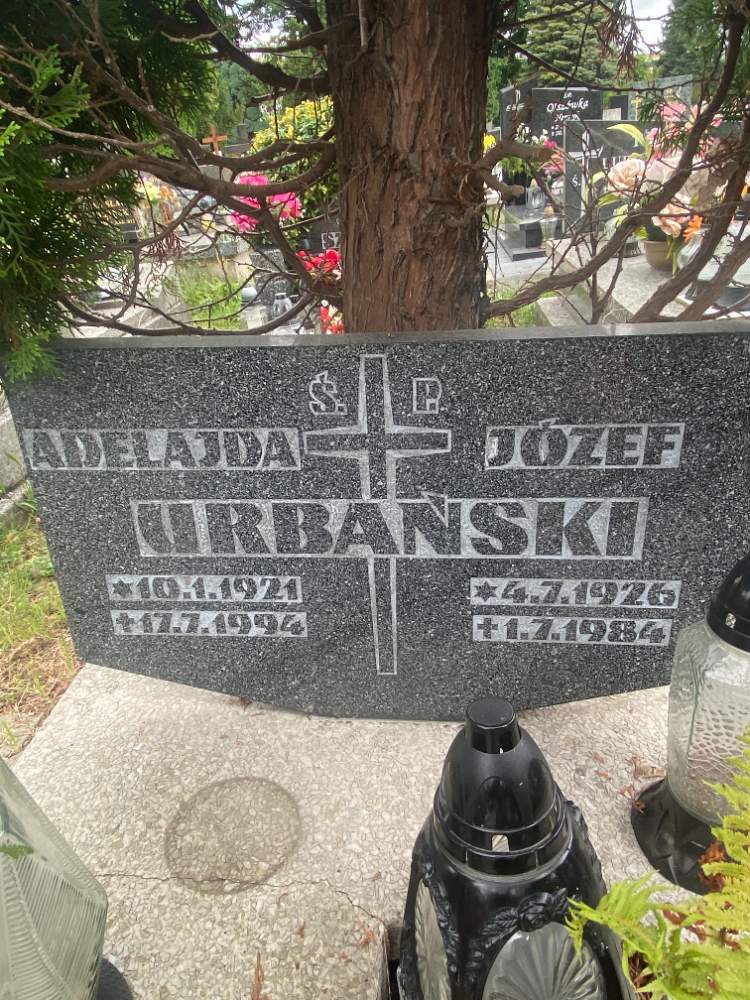 Ś. P.
ADELAJDA JÓZEF
URBAŃSKI
*10.1.1921 *4.7.1926
+17.7.1994 +1.7.1984